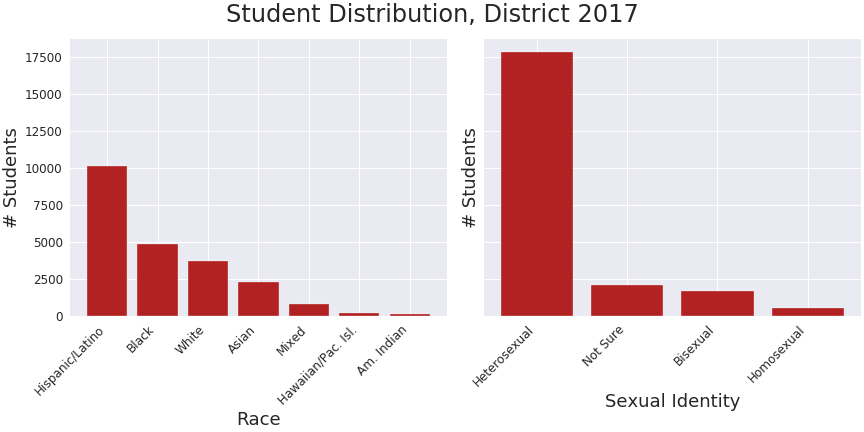 Student Distribution, District 2017
# Students
17500
15000
12500
10000
7500
5000
2500
0
Hispanic/Latino
Black
White
Asian
Mixed
Hawaiian/Pac. Isl.
Am. Indian
Race
# Students
Heterosexual
Not Sure
Bisexual
Homosexual
Sexual Identity